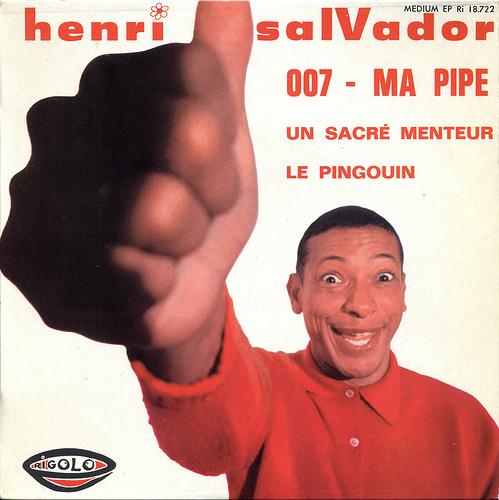 MEDIUM EP Ri 18.722
henri salVador
007 - MA PIPE
UN SACRÉ MENTEUR
LE PINGOUIN
RIGOLO